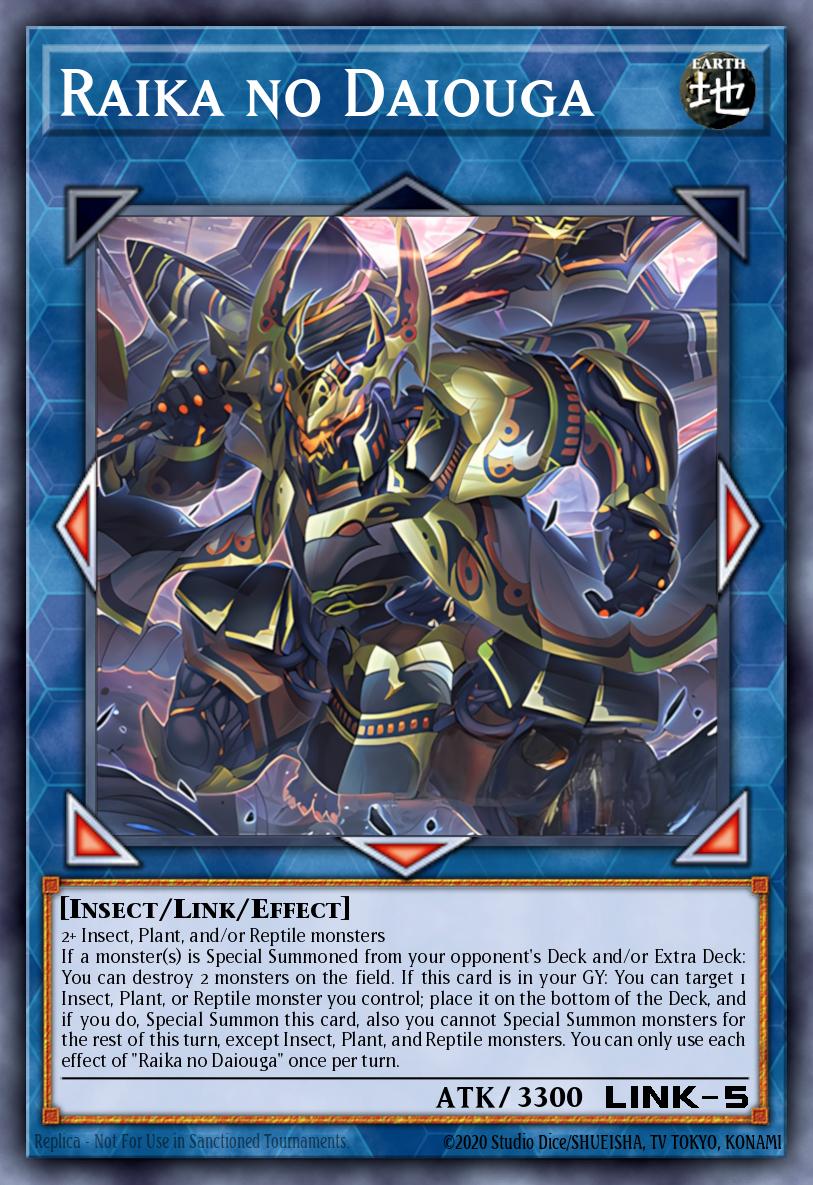 Raika no Daiouga
EARTH
地
[Insect/Link/Effect]
2+ Insect, Plant, and/or Reptile monsters
If a monster(s) is Special Summoned from your opponent's Deck and/or Extra Deck:
You can destroy 2 monsters on the field. If this card is in your GY: You can target 1
Insect, Plant, or Reptile monster you control; place it on the bottom of the Deck, and
if you do, Special Summon this card, also you cannot Special Summon monsters for
the rest of this turn, except Insect, Plant, and Reptile monsters. You can only use each
effect of "Raika no Daiouga" once per turn.
ATK/3300 LINK-5
Replica - Not For Use in Sanctioned Tournaments.
©2020 Studio Dice/SHUEISHA, TV TOKYO, KONAMI